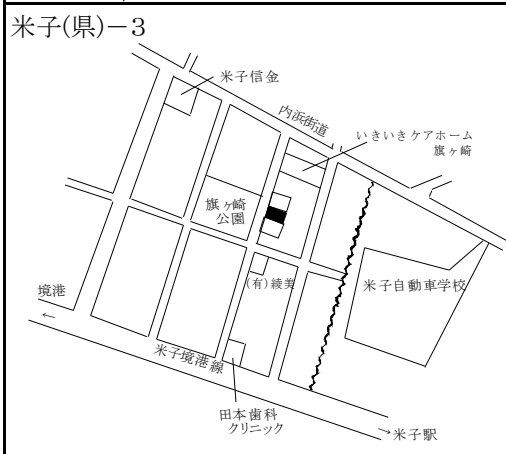 米子(県)-3
米子信金
内浜街道
いきいきケアホーム
旗ヶ崎
旗ヶ崎
公園
(有)綾美
米子自動車学校
境港
←
米子境港線
田本歯科
クリニック
→米子駅